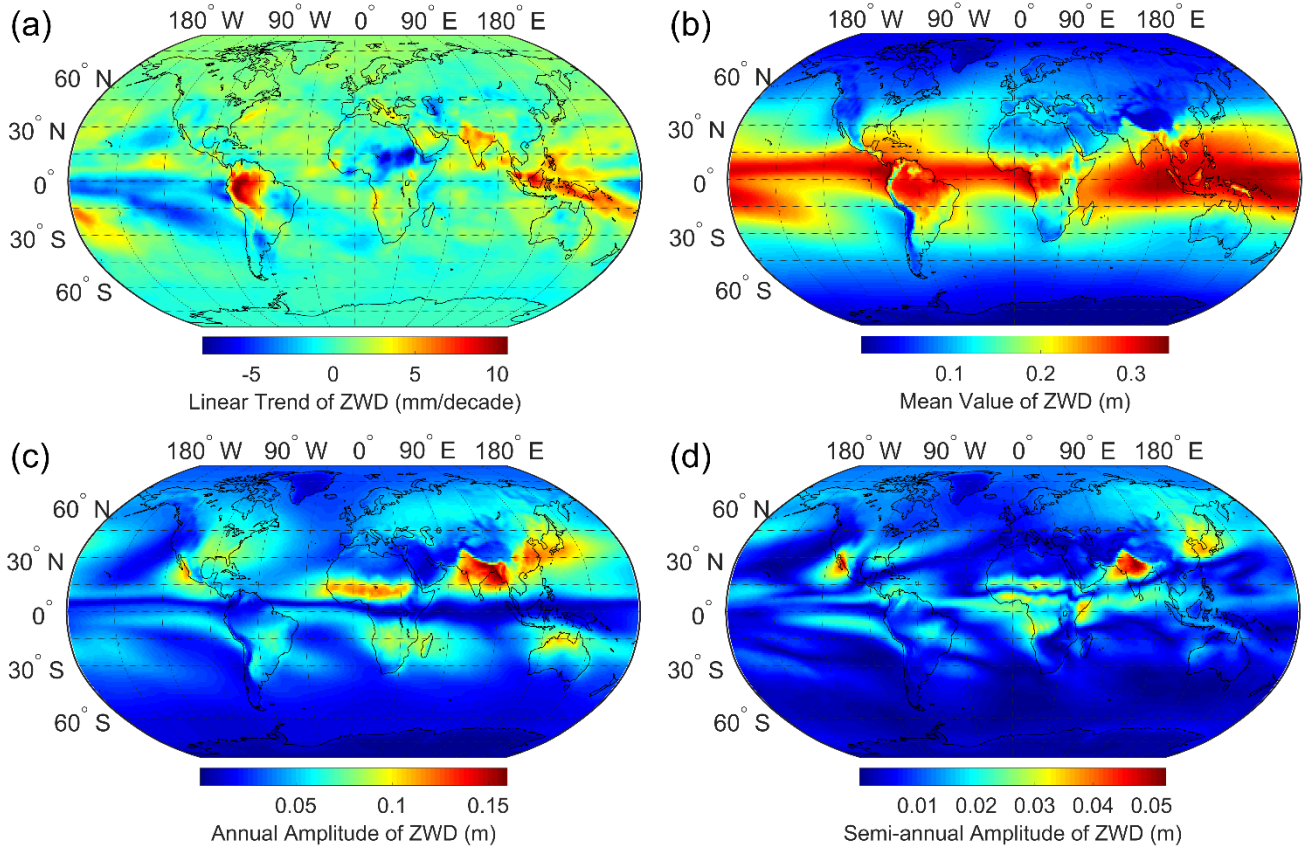 (a)
180° W 90° W 0° 90° E 180° E
60° N
30° N
0°
30° S
60° S
-5 0 5 10
Linear Trend of ZWD (mm/decade)
(b)
180° W 90° W 0° 90° E 180° E
60° N
30° N
0°
30° S
60° S
0.1 0.2 0.3
Mean Value of ZWD (m)
(c)
180° W 90° W 0° 90° E 180° E
60° N
30° N
0°
30° S
60° S
0.05 0.1 0.15
Annual Amplitude of ZWD (m)
(d)
180° W 90° W 0° 90° E 180° E
60° N
30° N
0°
30° S
60° S
0.01 0.02 0.03 0.04 0.05
Semi-annual Amplitude of ZWD (m)